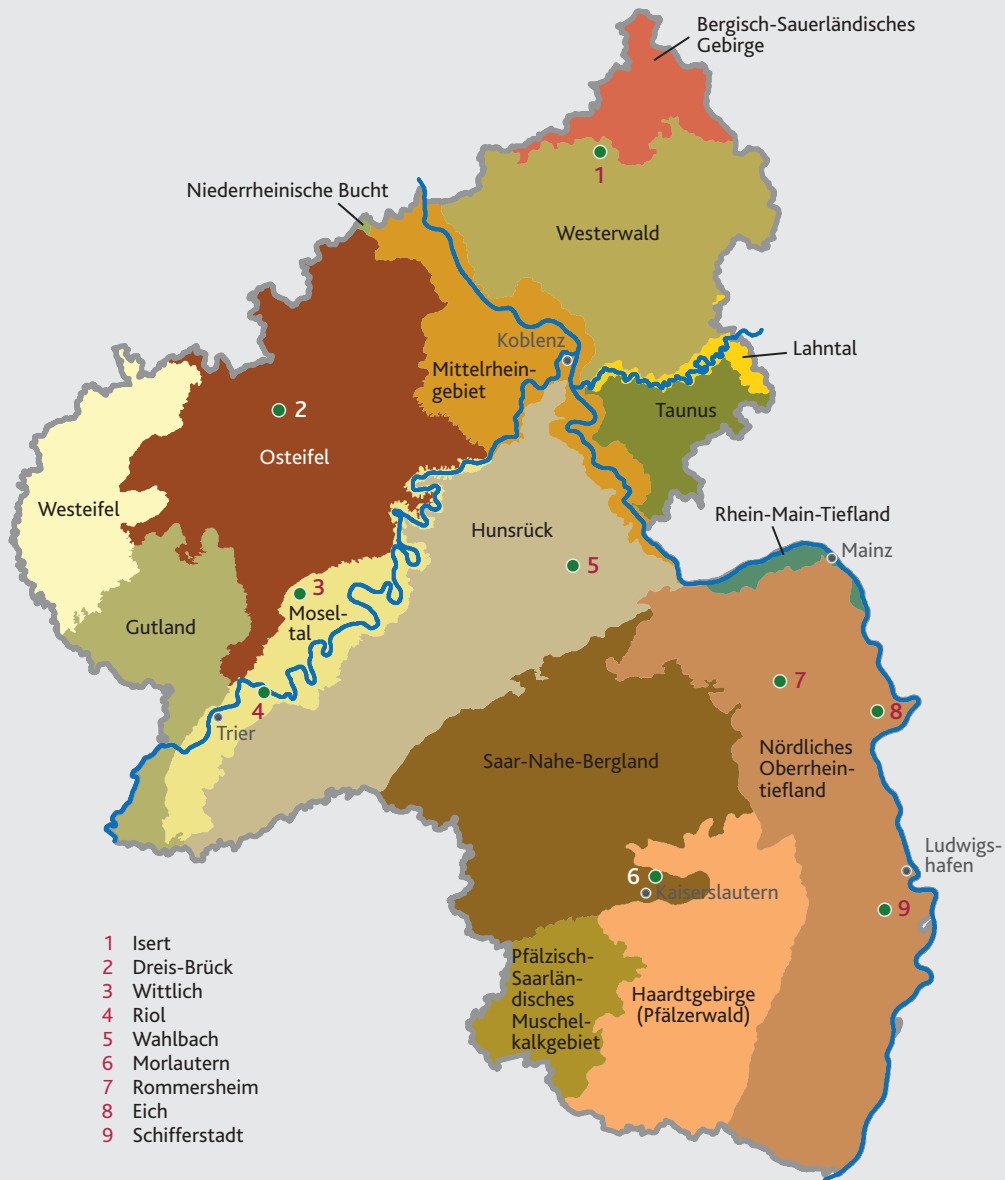 Bergisch-Sauerländisches
Gebirge
1
Niederrheinische Bucht
Westerwald
Koblenz
Lahntal
Mittelrhein-
gebiet
Taunus
2
Osteifel
Westeifel
Rhein-Main-Tiefland
Hunsrück
Mainz
5
3
Mosel-
tal
Gutland
7
4
8
Trier
Nördliches
Oberrhein-
tiefland
Saar-Nahe-Bergland
Ludwigs-
hafen
6
Kaiserslautern
9
Pfälzisch-
Saarlän-
disches
Muschel-
kalkgebiet
Haardtgebirge
(Pfälzerwald)
1 Isert
2 Dreis-Brück
3 Wittlich
4 Riol
5 Wahlbach
6 Morlautern
7 Rommersheim
8 Eich
9 Schifferstadt